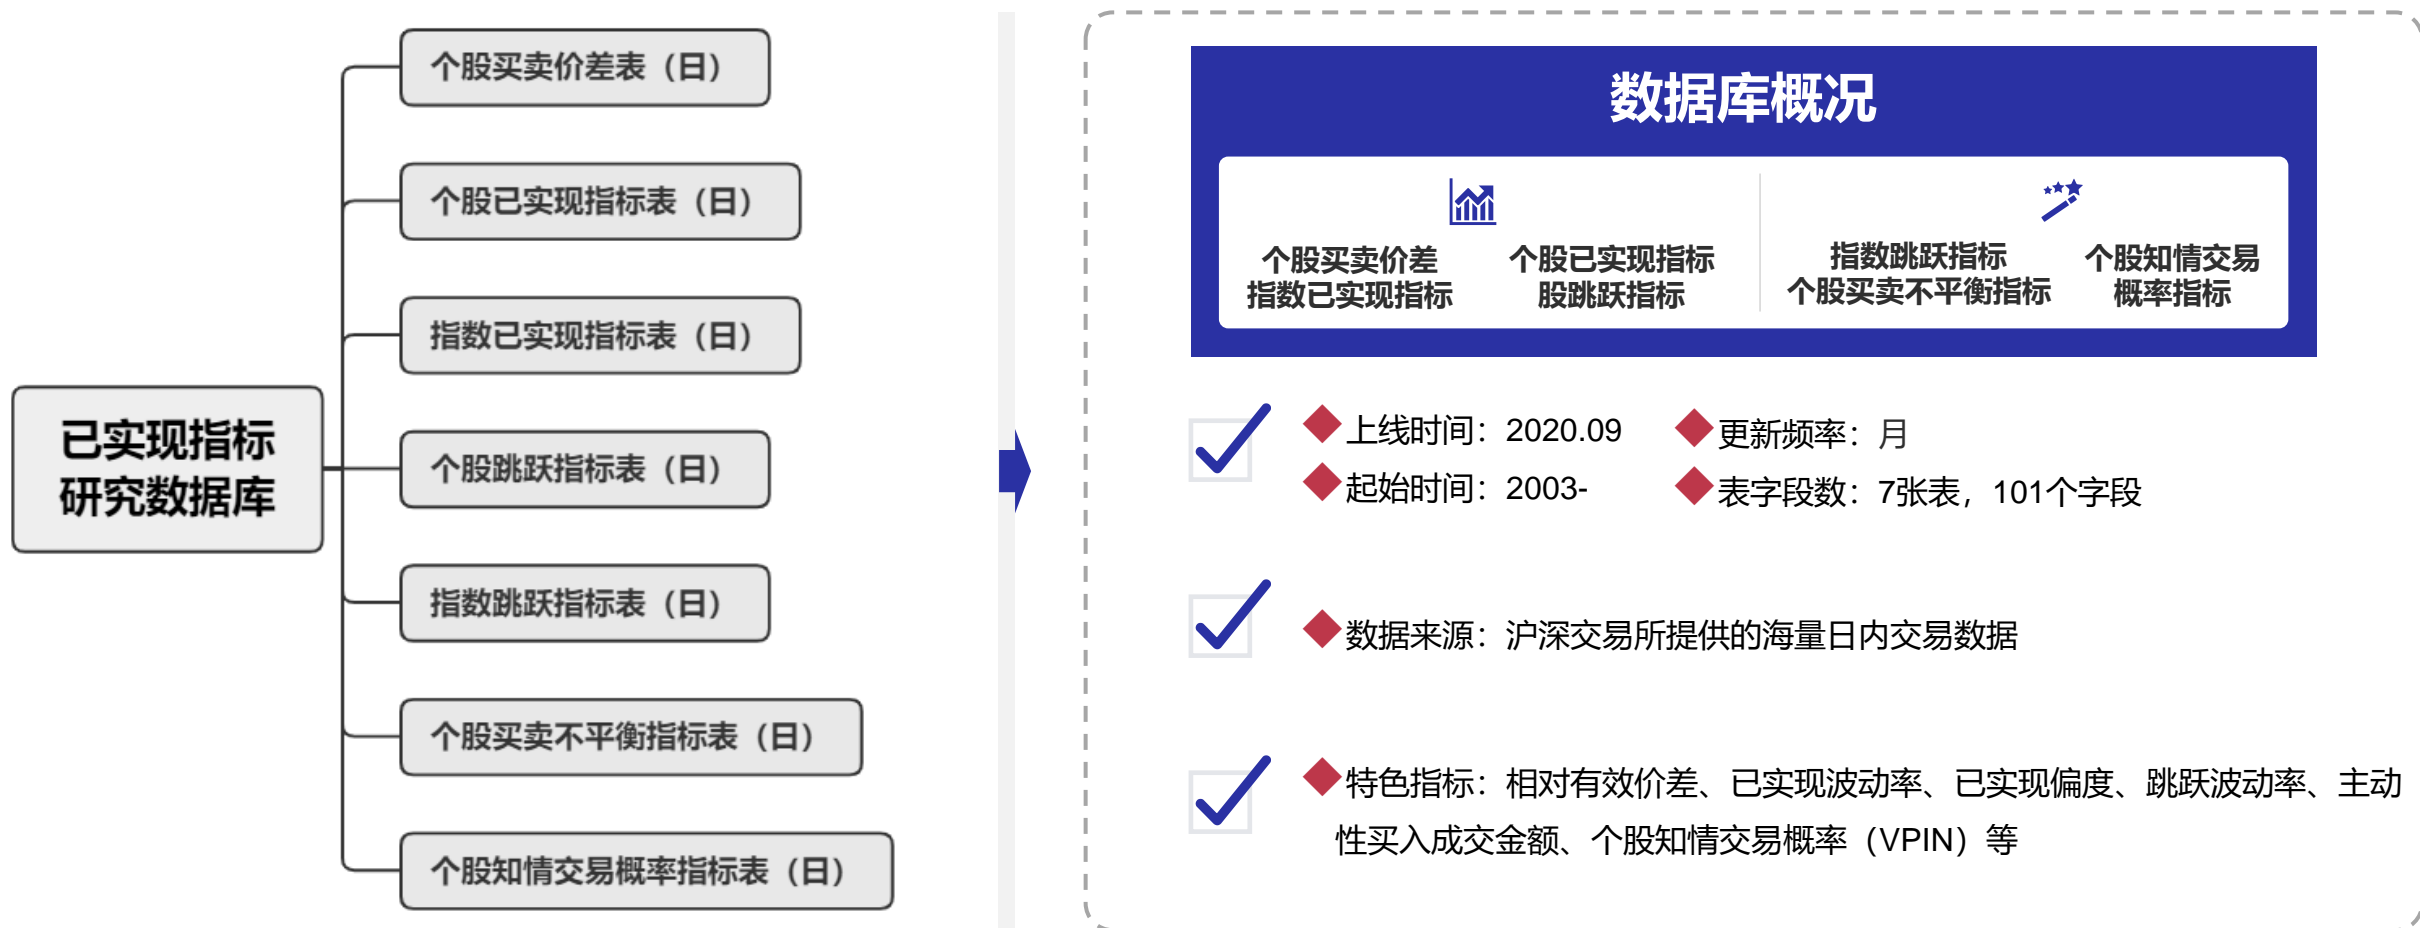 个股买卖价差表（日）
个股已实现指标表（日）
指数已实现指标表（日）
已实现指标
研究数据库
个股跳跃指标表（日）
指数跳跃指标表（日）
个股买卖不平衡指标表（日）
个股知情交易概率指标表（日）
数据库概况
个股买卖价差
指数已实现指标
个股已实现指标
股跳跃指标
指数跳跃指标
个股买卖不平衡指标
个股知情交易
概率指标
上线时间：2020.09
更新频率：月
起始时间：2003-
表字段数：7张表，101个字段
数据来源：沪深交易所提供的海量日内交易数据
特色指标：相对有效价差、已实现波动率、已实现偏度、跳跃波动率、主动
性买入成交金额、个股知情交易概率（VPIN）等